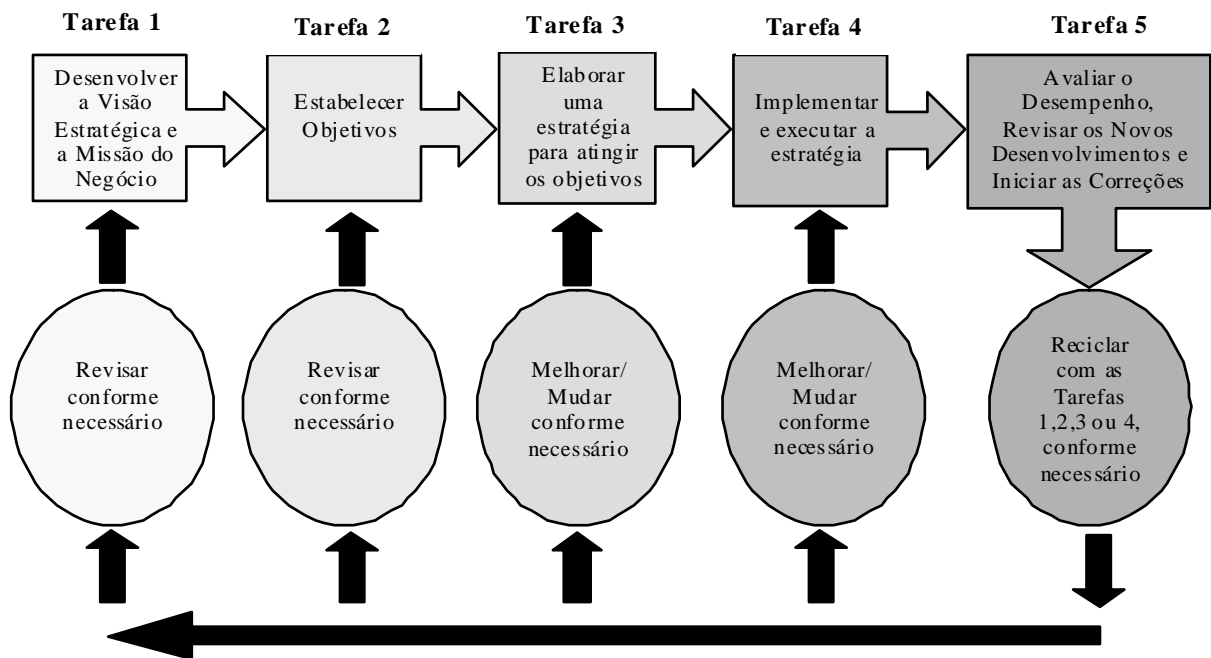 Tarefa 1
Tarefa 2
Tarefa 3
Tarefa 4
Tarefa 5
Desenvolver
a Visão
Estratégica e
a Missão do
Negócio
Estabelecer
Objetivos
Elaborar
uma
estratégia
para atingir
os objetivos
Implementar
e executar a
estratégia
Avaliar o
Desempenho,
Revisar os Novos
Desenvolvimentos e
Iniciar as Correções
Revisar
conforme
necessário
Revisar
conforme
necessário
Melhorar/
Mudar
conforme
necessário
Melhorar/
Mudar
conforme
necessário
Reciclar
com as
Tarefas
1,2,3 ou 4,
conforme
necessário